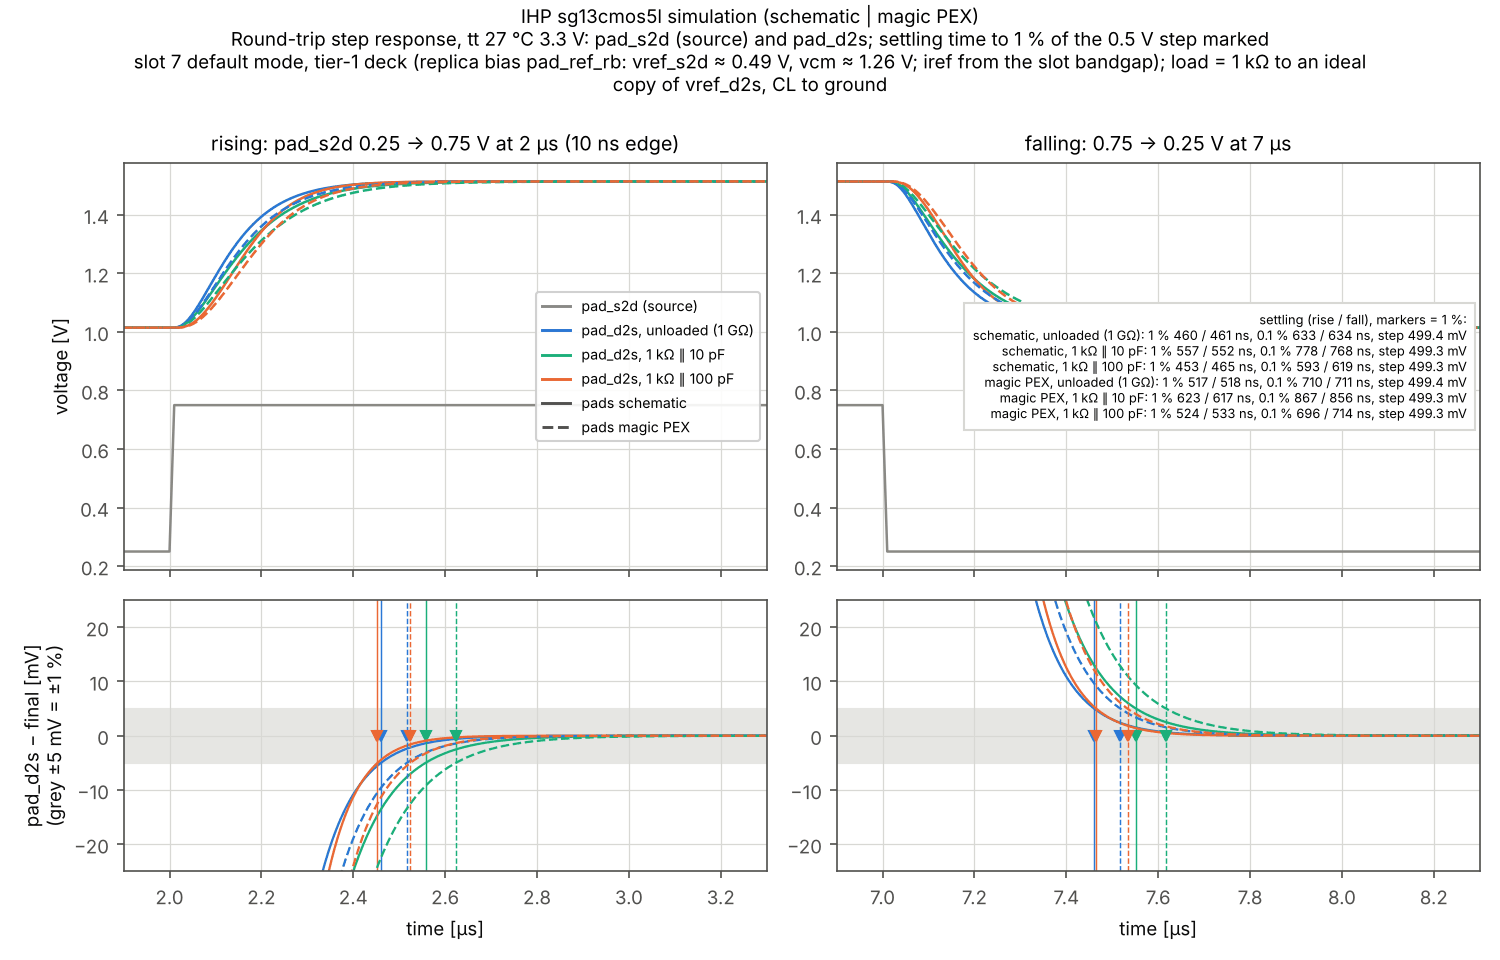 IHP sg13cmos5l simulation (schematic | magic PEX)
Round-trip step response, tt 27 °C 3.3 V: pad_s2d (source) and pad_d2s; settling time to 1 % of the 0.5 V step marked
slot 7 default mode, tier-1 deck (replica bias pad_ref_rb: vref_s2d ≈ 0.49 V, vcm ≈ 1.26 V; iref from the slot bandgap); load = 1 kΩ to an ideal
copy of vref_d2s, CL to ground
rising: pad_s2d 0.25 → 0.75 V at 2 µs (10 ns edge)
voltage [V]
1.4
1.2
1.0
0.8
0.6
0.4
0.2
pad_s2d (source)
pad_d2s, unloaded (1 GΩ)
pad_d2s, 1 kΩ ∥ 10 pF
pad_d2s, 1 kΩ ∥ 100 pF
pads schematic
pads magic PEX
falling: 0.75 → 0.25 V at 7 µs
1.4
1.2
1.0
0.8
0.6
0.4
0.2
settling (rise / fall), markers = 1 %:
schematic, unloaded (1 GΩ): 1 % 460 / 461 ns, 0.1 % 633 / 634 ns, step 499.4 mV
schematic, 1 kΩ ∥ 10 pF: 1 % 557 / 552 ns, 0.1 % 778 / 768 ns, step 499.3 mV
schematic, 1 kΩ ∥ 100 pF: 1 % 453 / 465 ns, 0.1 % 593 / 619 ns, step 499.3 mV
magic PEX, unloaded (1 GΩ): 1 % 517 / 518 ns, 0.1 % 710 / 711 ns, step 499.4 mV
magic PEX, 1 kΩ ∥ 10 pF: 1 % 623 / 617 ns, 0.1 % 867 / 856 ns, step 499.3 mV
magic PEX, 1 kΩ ∥ 100 pF: 1 % 524 / 533 ns, 0.1 % 696 / 714 ns, step 499.3 mV
pad_d2s − final [mV]
(grey ±5 mV = ±1 %)
20
10
0
−10
−20
2.0 2.2 2.4 2.6 2.8 3.0 3.2
time [µs]
20
10
0
−10
−20
7.0 7.2 7.4 7.6 7.8 8.0 8.2
time [µs]